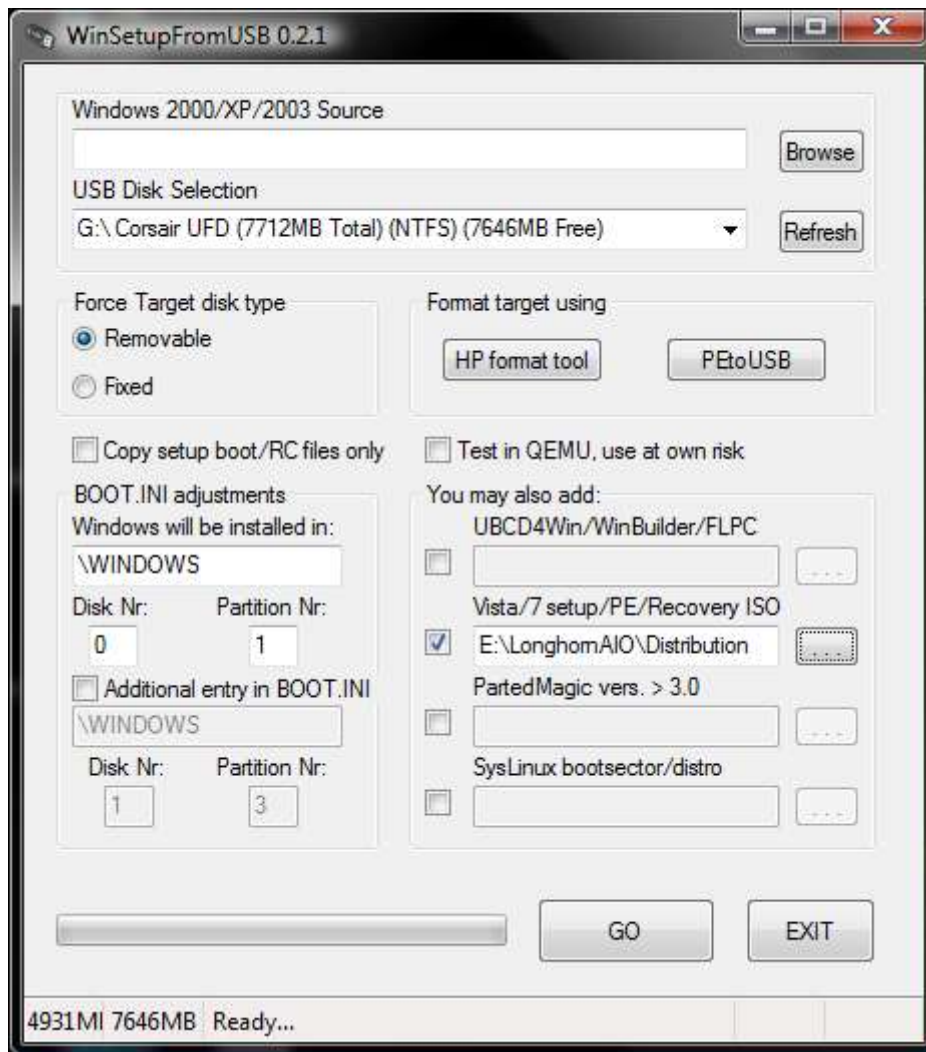 WinSetupFromUSB 0.2.1
Windows 2000/XP/2003 Source
Browse
USB Disk Selection
G:\ Corsair UFD (7712MB Total) (NTFS) (7646MB Free)
Refresh
Force Target disk type
Removable
Fixed
Format target using
HP format tool
PEtoUSB
Copy setup boot/RC files only
Test in QEMU, use at own risk
BOOT.INI adjustments
Windows will be installed in:
\WINDOWS
Disk Nr: Partition Nr:
0 1
Additional entry in BOOT.INI
\WINDOWS
Disk Nr: Partition Nr:
1 3
You may also add:
UBCD4Win/WinBuilder/FLPC
...
Vista/7 setup/PE/Recovery ISO
E:\LonghornAIO\Distribution
...
PartedMagic vers. > 3.0
...
SysLinux bootsector/distro
...
GO
EXIT
4931MI 7646MB Ready...